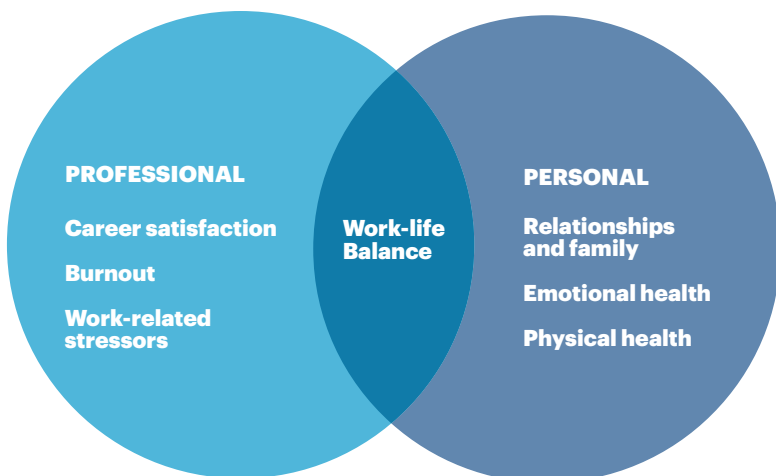 PROFESSIONAL
Career satisfaction
Burnout
Work-related
stressors
Work-life
Balance
PERSONAL
Relationships
and family
Emotional health
Physical health